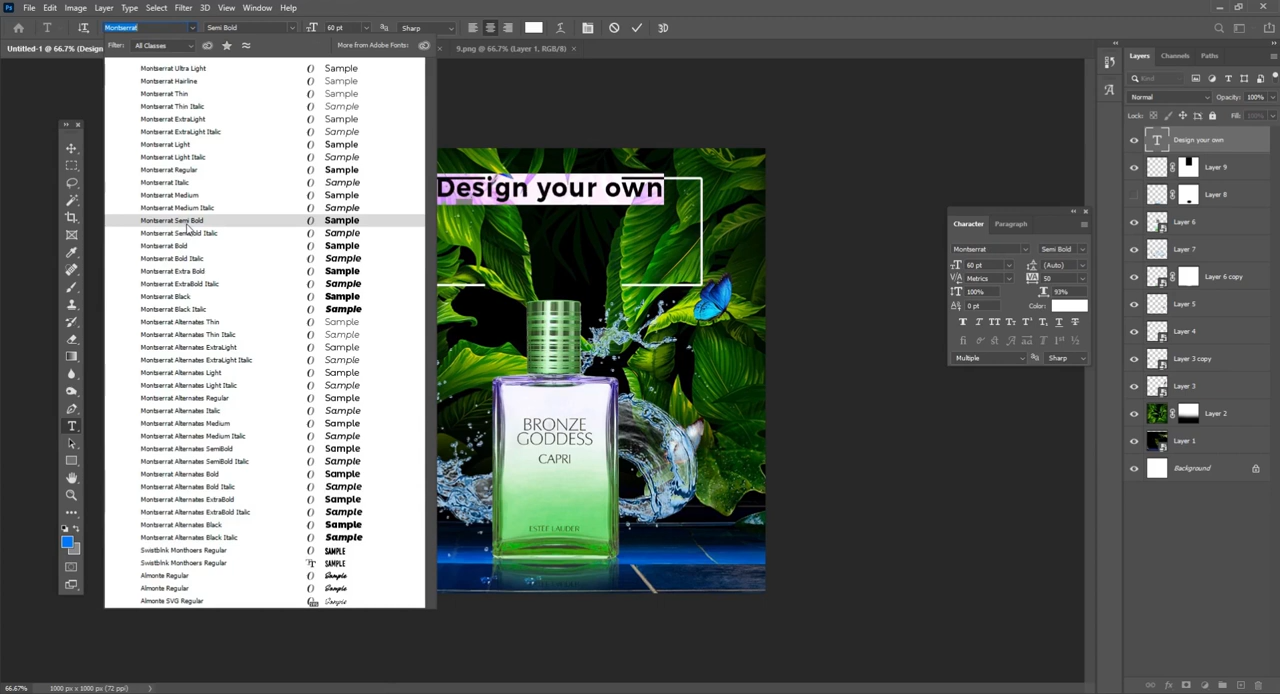 Ps File Edit Image Layer Type Select Filter 3D View Window Help
Montserrat Semi Bold 60 pt Sharp 3D
Filter: All Classes More from Adobe Fonts:
Untitled-1 @ 66.7% (Design 9.png @ 66.7% (Layer 1, RGB/8)
Montserrat Ultra Light Sample
Montserrat Hairline Sample
Montserrat Thin Sample
Montserrat Thin Italic Sample
Montserrat ExtraLight Sample
Montserrat ExtraLight Italic Sample
Montserrat Light Sample
Montserrat Light Italic Sample
Montserrat Regular Sample
Montserrat Italic Sample
Montserrat Medium Sample
Montserrat Medium Italic Sample
Montserrat Semi Bold Sample
Montserrat SemiBold Italic Sample
Montserrat Bold Sample
Montserrat Bold Italic Sample
Montserrat Extra Bold Sample
Montserrat ExtraBold Italic Sample
Montserrat Black Sample
Montserrat Black Italic Sample
Montserrat Alternates Thin Sample
Montserrat Alternates Thin Italic Sample
Montserrat Alternates ExtraLight Sample
Montserrat Alternates ExtraLight Italic Sample
Montserrat Alternates Light Sample
Montserrat Alternates Light Italic Sample
Montserrat Alternates Regular Sample
Montserrat Alternates Italic Sample
Montserrat Alternates Medium Sample
Montserrat Alternates Medium Italic Sample
Montserrat Alternates SemiBold Sample
Montserrat Alternates SemiBold Italic Sample
Montserrat Alternates Bold Sample
Montserrat Alternates Bold Italic Sample
Montserrat Alternates ExtraBold Sample
Montserrat Alternates ExtraBold Italic Sample
Montserrat Alternates Black Sample
Montserrat Alternates Black Italic Sample
Swistblnk Monthoers Regular SAMPLE
Swistblnk Monthoers Regular SAMPLE
Almonte Regular Sample
Almonte Regular Sample
Almonte SVG Regular Sample
Design your own
BRONZE
GODDESS
CAPRI
ESTĒE LAUDER
Character Paragraph
Montserrat Semi Bold
60 pt (Auto)
Metrics 50
100% 93%
0 pt Color:
Multiple Sharp
Layers Channels Paths
Kind
Normal Opacity: 100%
Lock: Fill: 100%
Design your own
Layer 9
Layer 8
Layer 6
Layer 7
Layer 6 copy
Layer 5
Layer 4
Layer 3 copy
Layer 3
Layer 2
Layer 1
Background
66.67% 1000 px x 1000 px (72 ppi)